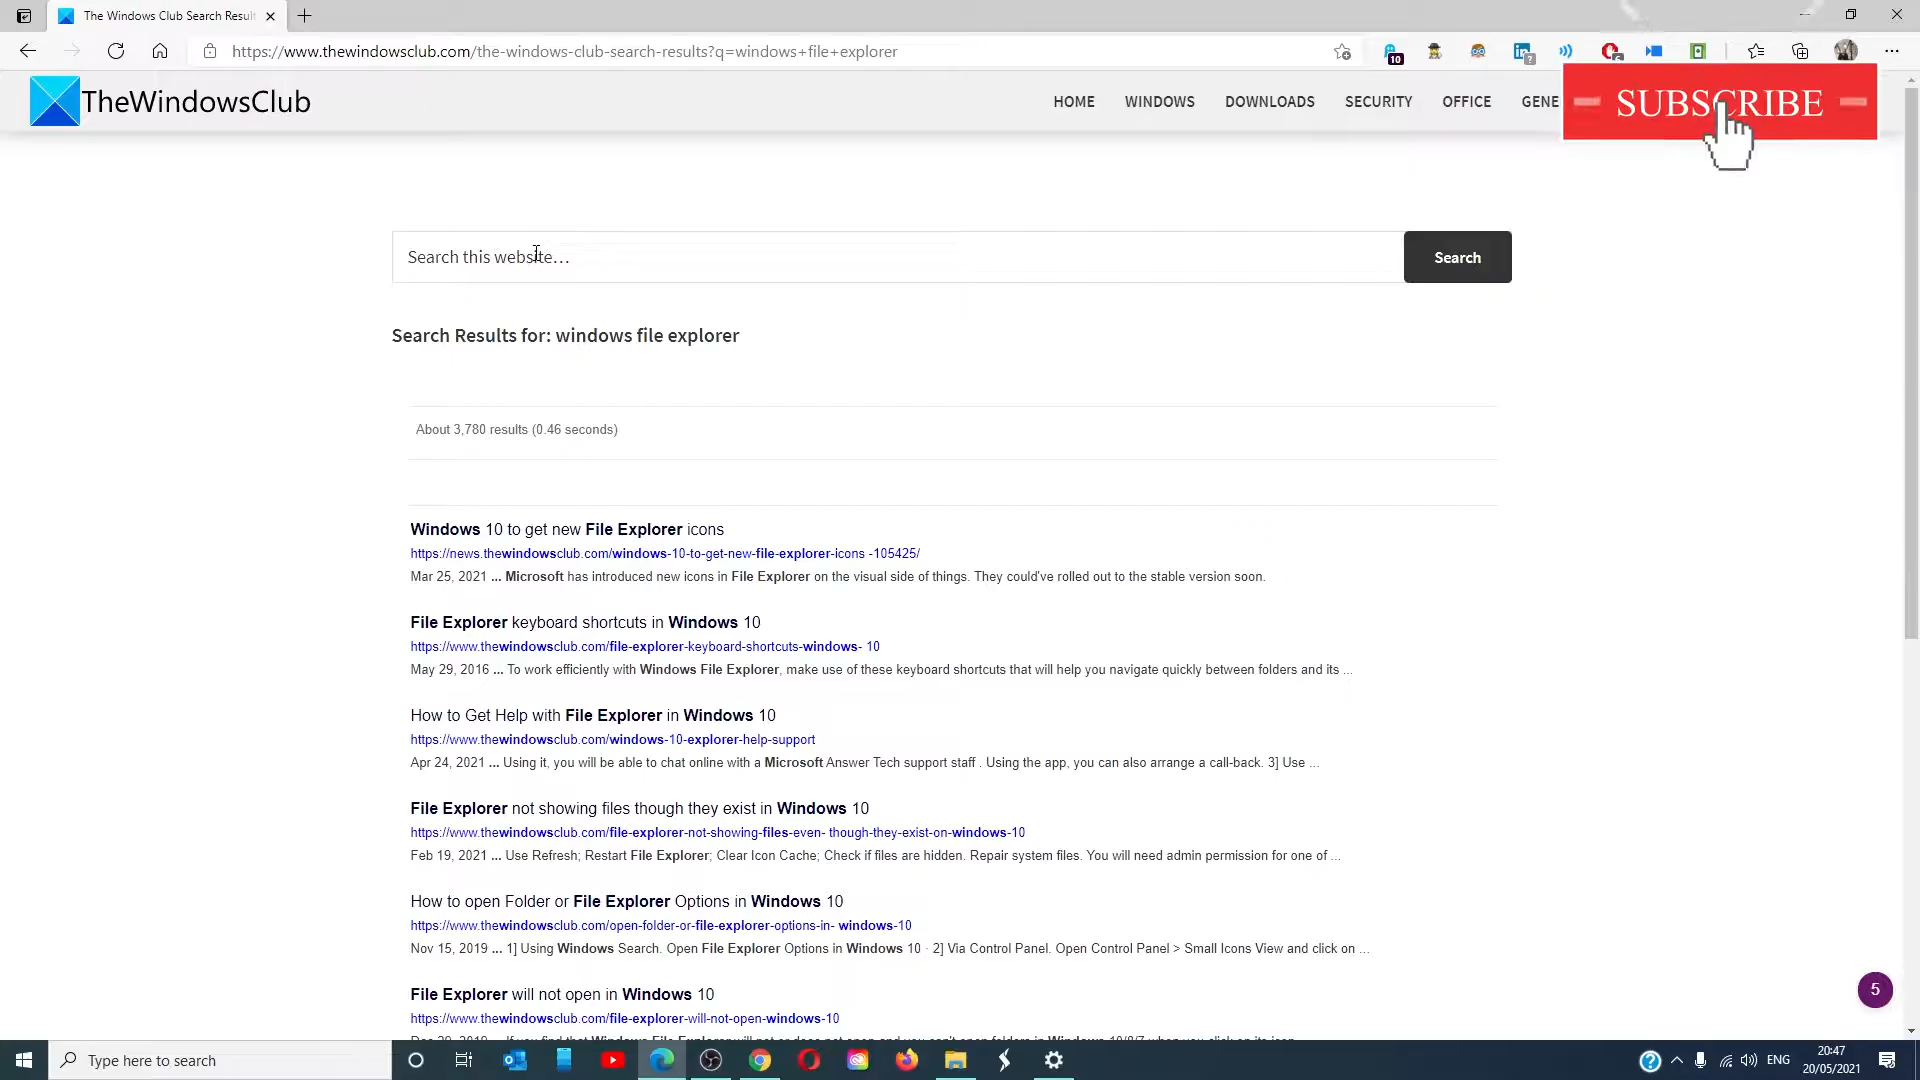 The Windows Club Search Resul
https://www.thewindowsclub.com/the-windows-club-search-results?q=windows+file+explorer
10
?
TheWindowsClub
HOME
WINDOWS
DOWNLOADS
SECURITY
OFFICE
GENE
SUBSCRIBE
Search this website…
Search
Search Results for: windows file explorer
About 3,780 results (0.46 seconds)
Windows 10 to get new File Explorer icons
https://news.thewindowsclub.com/windows-10-to-get-new-file-explorer-icons -105425/
Mar 25, 2021 ... Microsoft has introduced new icons in File Explorer on the visual side of things. They could've rolled out to the stable version soon.
File Explorer keyboard shortcuts in Windows 10
https://www.thewindowsclub.com/file-explorer-keyboard-shortcuts-windows- 10
May 29, 2016 ... To work efficiently with Windows File Explorer, make use of these keyboard shortcuts that will help you navigate quickly between folders and its ...
How to Get Help with File Explorer in Windows 10
https://www.thewindowsclub.com/windows-10-explorer-help-support
Apr 24, 2021 ... Using it, you will be able to chat online with a Microsoft Answer Tech support staff . Using the app, you can also arrange a call-back. 3] Use ...
File Explorer not showing files though they exist in Windows 10
https://www.thewindowsclub.com/file-explorer-not-showing-files-even- though-they-exist-on-windows-10
Feb 19, 2021 ... Use Refresh; Restart File Explorer; Clear Icon Cache; Check if files are hidden. Repair system files. You will need admin permission for one of ...
How to open Folder or File Explorer Options in Windows 10
https://www.thewindowsclub.com/open-folder-or-file-explorer-options-in- windows-10
Nov 15, 2019 ... 1] Using Windows Search. Open File Explorer Options in Windows 10 · 2] Via Control Panel. Open Control Panel > Small Icons View and click on ...
File Explorer will not open in Windows 10
https://www.thewindowsclub.com/file-explorer-will-not-open-windows-10
5
Type here to search
ENG
20:47
20/05/2021